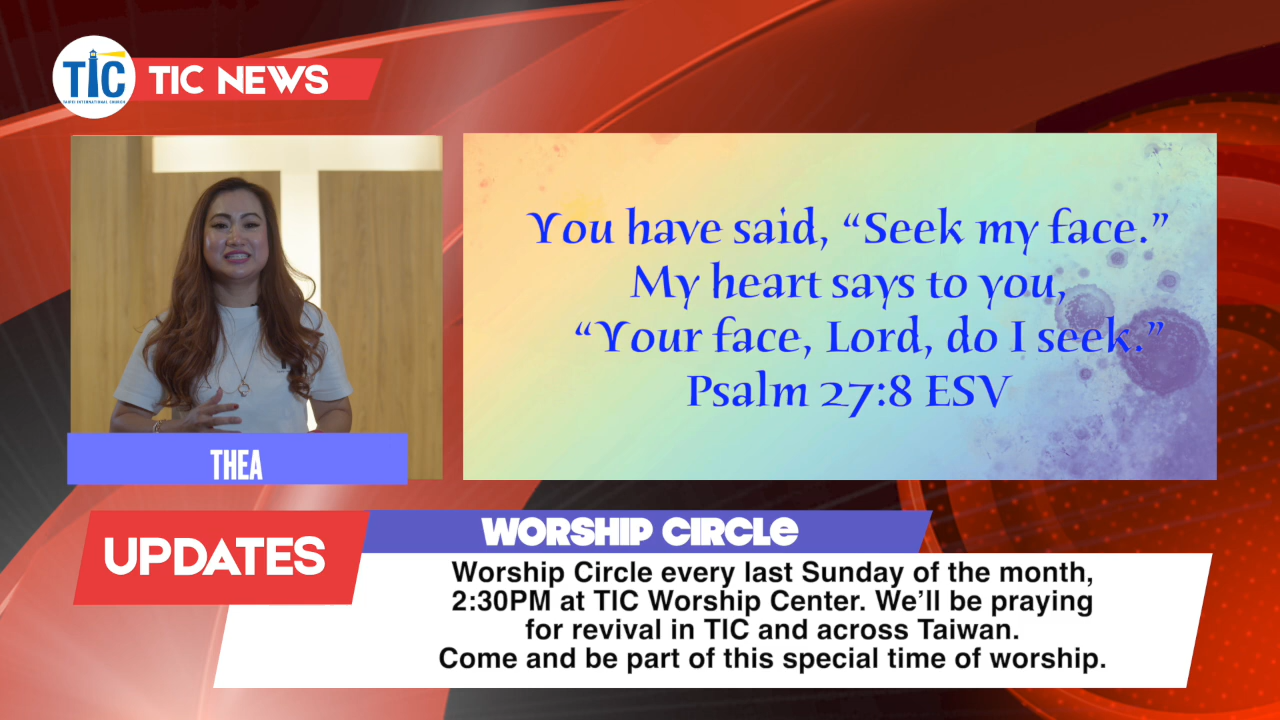 TIC
TAIPEI INTERNATIONAL CHURCH
TIC NEWS
You have said, “Seek my face.”
My heart says to you,
“Your face, Lord, do I seek.”
Psalm 27:8 ESV
THEA
UPDATES
WORSHIP CIRCLE
Worship Circle every last Sunday of the month,
2:30PM at TIC Worship Center. We’ll be praying
for revival in TIC and across Taiwan.
Come and be part of this special time of worship.